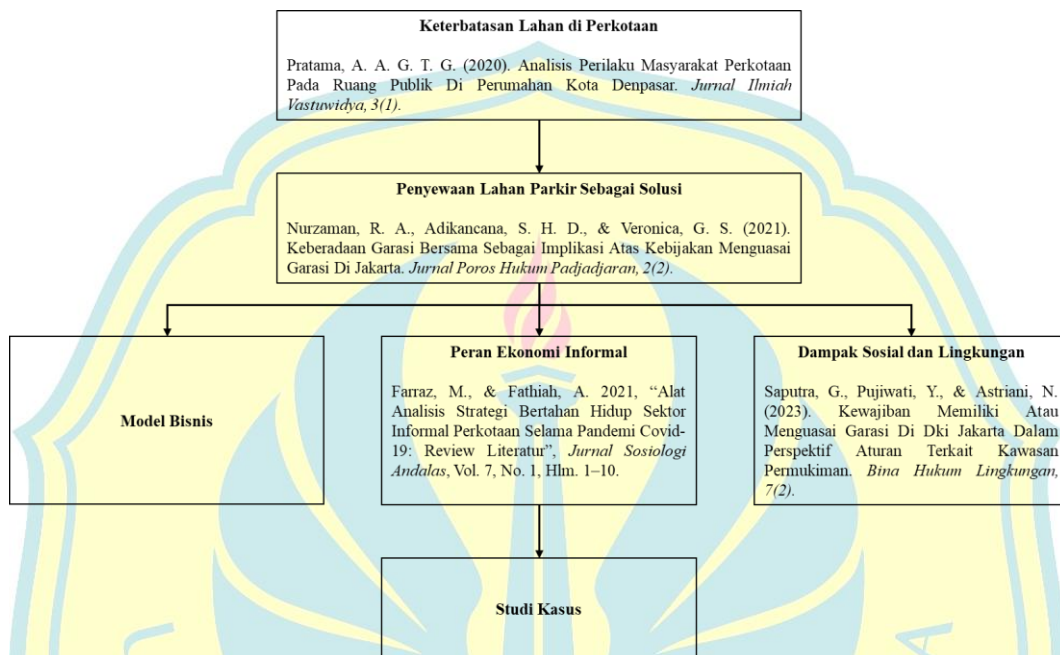 Keterbatasan Lahan di Perkotaan
Pratama, A. A. G. T. G. (2020). Analisis Perilaku Masyarakat Perkotaan
Pada Ruang Publik Di Perumahan Kota Denpasar. Jurnal Ilmiah
Vastuwidya, 3(1).
Penyewaan Lahan Parkir Sebagai Solusi
Nurzaman, R. A., Adikancana, S. H. D., & Veronica, G. S. (2021).
Keberadaan Garasi Bersama Sebagai Implikasi Atas Kebijakan Menguasai
Garasi Di Jakarta. Jurnal Poros Hukum Padjadjaran, 2(2).
Model Bisnis
Peran Ekonomi Informal
Farraz, M., & Fathiah, A. 2021, “Alat
Analisis Strategi Bertahan Hidup Sektor
Informal Perkotaan Selama Pandemi Covid-
19: Review Literatur”, Jurnal Sosiologi
Andalas, Vol. 7, No. 1, Hlm. 1–10.
Dampak Sosial dan Lingkungan
Saputra, G., Pujiwati, Y., & Astriani, N.
(2023). Kewajiban Memiliki Atau
Menguasai Garasi Di Dki Jakarta Dalam
Perspektif Aturan Terkait Kawasan
Permukiman. Bina Hukum Lingkungan,
7(2).
Studi Kasus